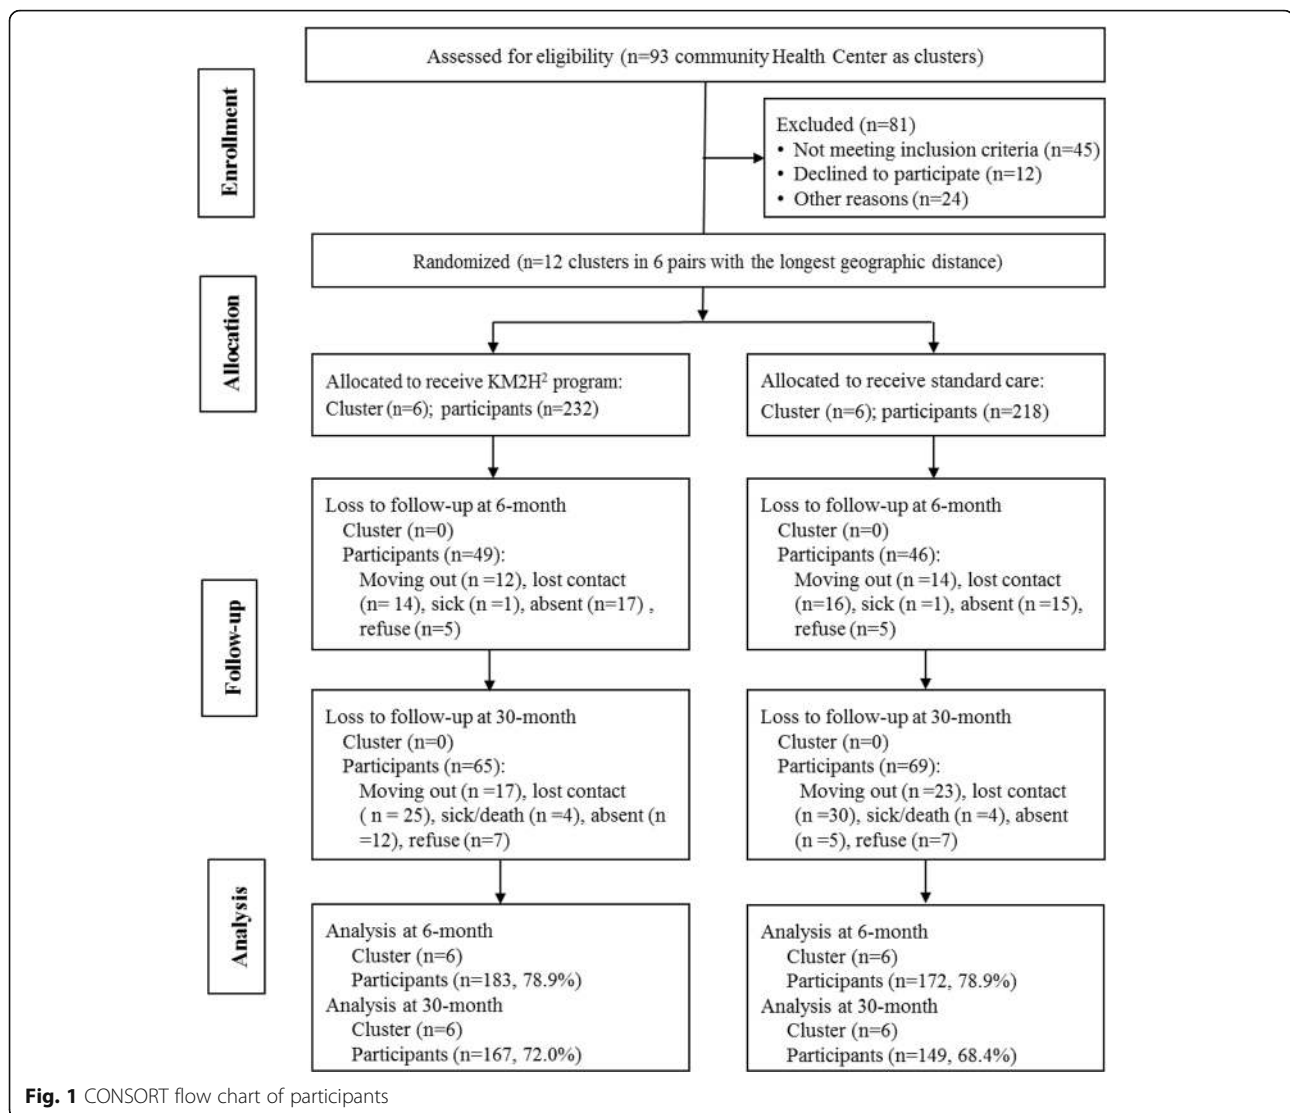 Assessed for eligibility (n=93 community Health Center as clusters)
Enrollment
Excluded (n=81)
• Not meeting inclusion criteria (n=45)
• Declined to participate (n=12)
• Other reasons (n=24)
Randomized (n=12 clusters in 6 pairs with the longest geographic distance)
Allocation
Allocated to receive KM2H² program:
Cluster (n=6); participants (n=232)
Allocated to receive standard care:
Cluster (n=6); participants (n=218)
Follow-up
Loss to follow-up at 6-month
Cluster (n=0)
Participants (n=49):
Moving out (n =12), lost contact
(n= 14), sick (n =1), absent (n=17) ,
refuse (n=5)
Loss to follow-up at 6-month
Cluster (n=0)
Participants (n=46):
Moving out (n =14), lost contact
(n=16), sick (n =1), absent (n =15),
refuse (n=5)
Loss to follow-up at 30-month
Cluster (n=0)
Participants (n=65):
Moving out (n =17), lost contact
( n = 25), sick/death (n =4), absent (n
=12), refuse (n=7)
Loss to follow-up at 30-month
Cluster (n=0)
Participants (n=69):
Moving out (n =23), lost contact
(n =30), sick/death (n =4), absent
(n =5), refuse (n=7)
Analysis
Analysis at 6-month
Cluster (n=6)
Participants (n=183, 78.9%)
Analysis at 30-month
Cluster (n=6)
Participants (n=167, 72.0%)
Analysis at 6-month
Cluster (n=6)
Participants (n=172, 78.9%)
Analysis at 30-month
Cluster (n=6)
Participants (n=149, 68.4%)
Fig. 1 CONSORT flow chart of participants